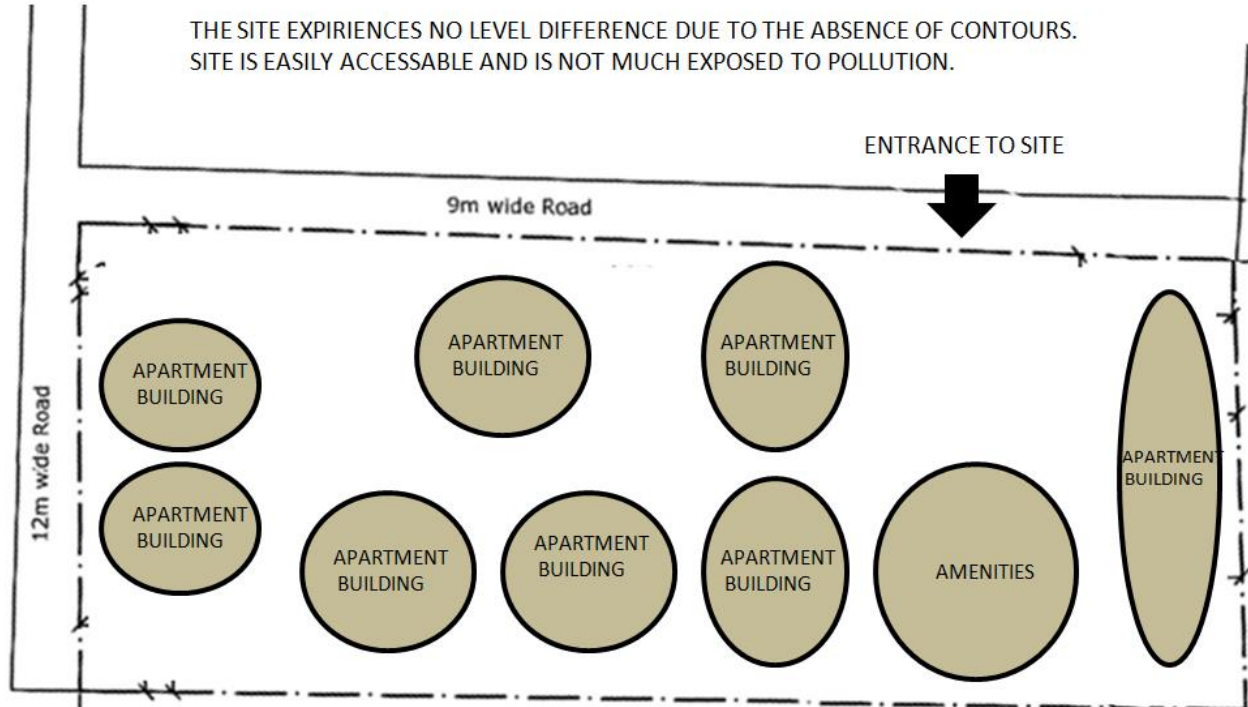 THE SITE EXPIRIENCES NO LEVEL DIFFERENCE DUE TO THE ABSENCE OF CONTOURS.
SITE IS EASILY ACCESSABLE AND IS NOT MUCH EXPOSED TO POLLUTION.
ENTRANCE TO SITE
9m wide Road
12m wide Road
APARTMENT
BUILDING
APARTMENT
BUILDING
APARTMENT
BUILDING
APARTMENT
BUILDING
APARTMENT
BUILDING
APARTMENT
BUILDING
APARTMENT
BUILDING
APARTMENT
BUILDING
AMENITIES